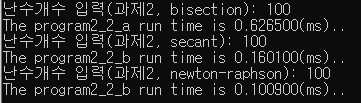 난수개수 입력(과제2, bisection): 100
The program2_2_a run time is 0.626500(ms)..
난수개수 입력(과제2, secant): 100
The program2_2_b run time is 0.160100(ms)..
난수개수 입력(과제2, newton-raphson): 100
The program2_2_b run time is 0.100900(ms)..